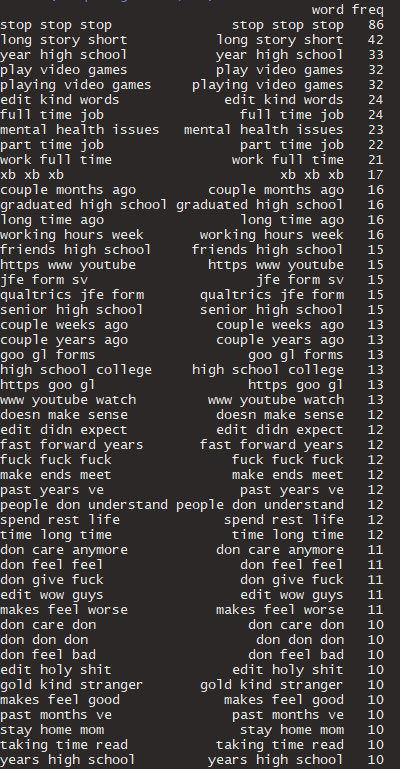 word freq
stop stop stop stop stop stop 86
long story short long story short 42
year high school year high school 33
play video games play video games 32
playing video games playing video games 32
edit kind words edit kind words 24
full time job full time job 24
mental health issues mental health issues 23
part time job part time job 22
work full time work full time 21
xb xb xb xb xb xb 17
couple months ago couple months ago 16
graduated high school graduated high school 16
long time ago long time ago 16
working hours week working hours week 16
friends high school friends high school 15
https www youtube https www youtube 15
jfe form sv jfe form sv 15
qualtrics jfe form qualtrics jfe form 15
senior high school senior high school 15
couple weeks ago couple weeks ago 13
couple years ago couple years ago 13
goo gl forms goo gl forms 13
high school college high school college 13
https goo gl https goo gl 13
www youtube watch www youtube watch 13
doesn make sense doesn make sense 12
edit didn expect edit didn expect 12
fast forward years fast forward years 12
fuck fuck fuck fuck fuck fuck 12
make ends meet make ends meet 12
past years ve past years ve 12
people don understand people don understand 12
spend rest life spend rest life 12
time long time time long time 12
don care anymore don care anymore 11
don feel feel don feel feel 11
don give fuck don give fuck 11
edit wow guys edit wow guys 11
makes feel worse makes feel worse 11
don care don don care don 10
don don don don don don 10
don feel bad don feel bad 10
edit holy shit edit holy shit 10
gold kind stranger gold kind stranger 10
makes feel good makes feel good 10
past months ve past months ve 10
stay home mom stay home mom 10
taking time read taking time read 10
years high school years high school 10